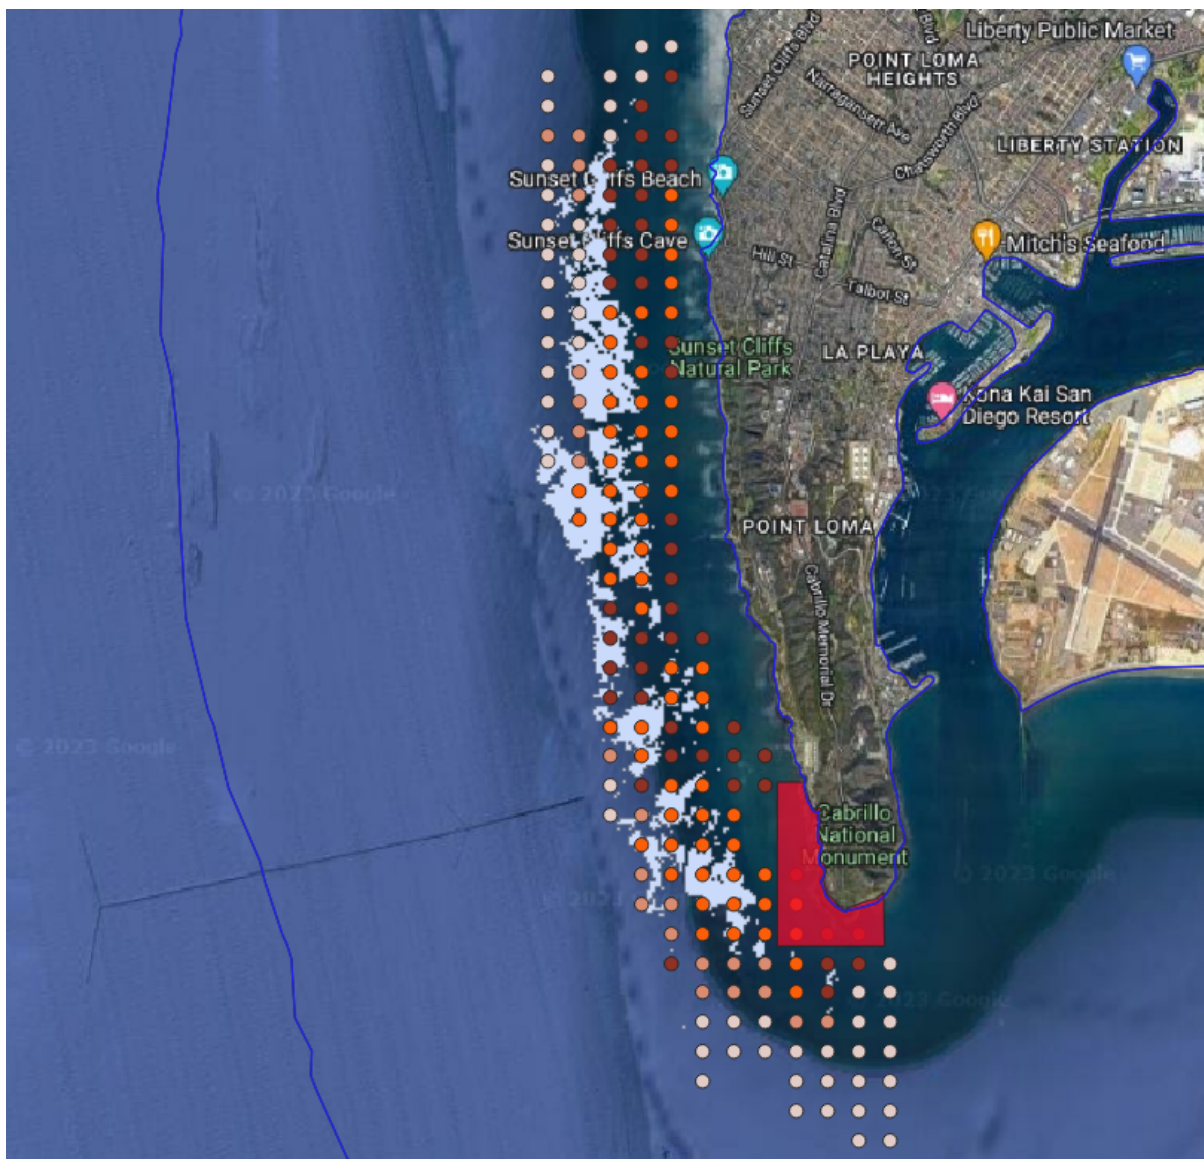 Liberty Public Market
Sunset Cliffs Blvd
POINT LOMA
HEIGHTS
Narragansett Ave
Chatsworth Blvd
LIBERTY STATION
Sunset Cliffs Beach
Catalina Blvd
Cañon St
Sunset Cliffs Cave
Hill St
Mitch's Seafood
Talbot St
Sunset Cliffs
Natural Park
LA PLAYA
Kona Kai San
Diego Resort
© 2023 Google
© 2023
POINT LOMA
Cabrillo Memorial Dr
© 2023 Google
Cabrillo
National
Monument
© 2023 Google
2023
© 2023 Google